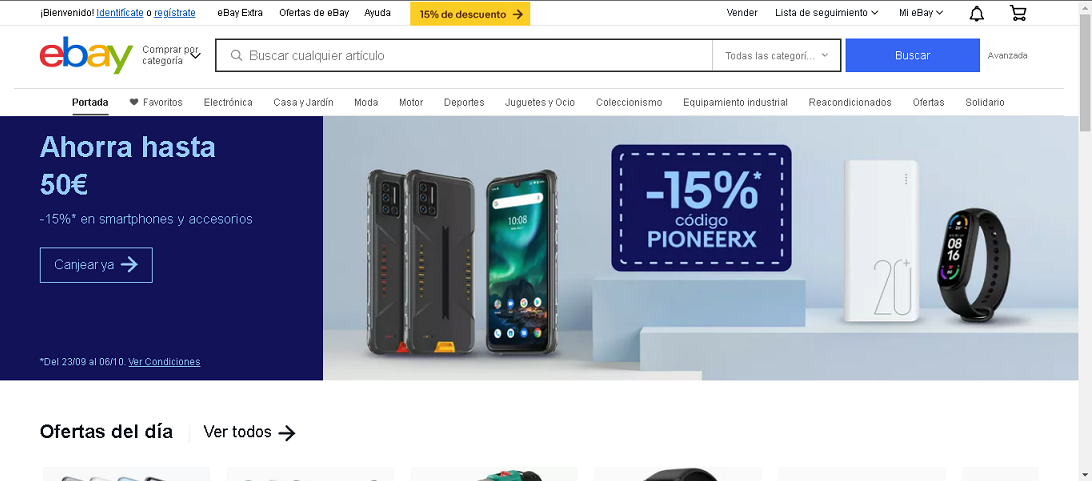 ¡Bienvenido! Identifícate o regístrate eBay Extra Ofertas de eBay Ayuda 15% de descuento → Vender Lista de seguimiento Mi eBay
ebay
Comprar por
categoría
Buscar cualquier artículo
Todas las categorí...
Buscar
Avanzada
Portada Favoritos Electrónica Casa y Jardín Moda Motor Deportes Juguetes y Ocio Coleccionismo Equipamiento industrial Reacondicionados Ofertas Solidario
Ahorra hasta
50€
-15%* en smartphones y accesorios
Canjear ya →
*Del 23/09 al 06/10. Ver Condiciones
10:08
-15%*
código
PIONEERX
20+
08
16
Ofertas del día Ver todos →